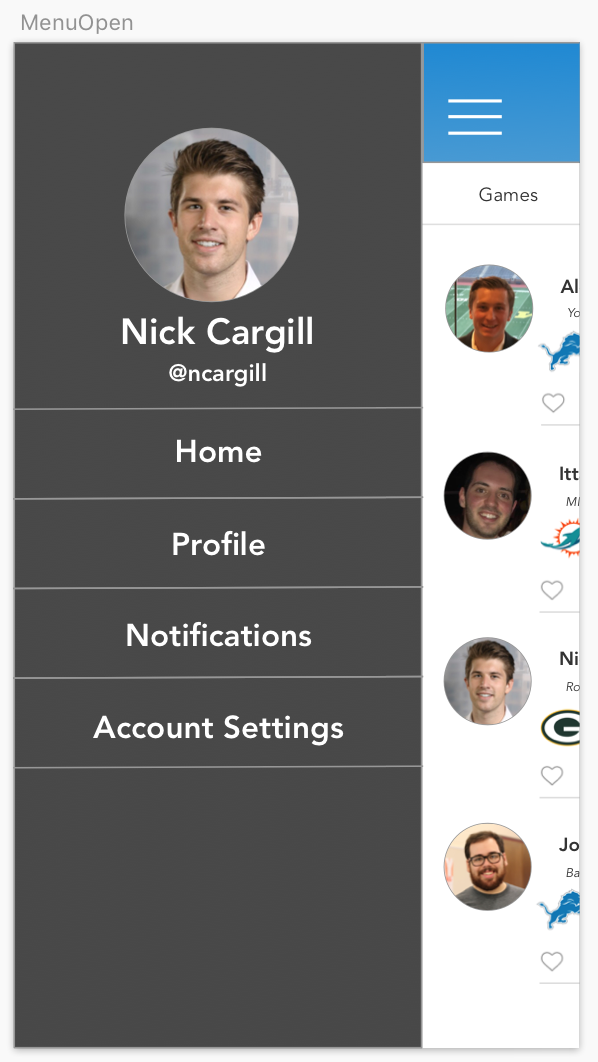 MenuOpen
Nick Cargill
@ncargill
Home
Profile
Notifications
Account Settings
Games
Al
Yo
Itt
MI
Ni
Ro
G
Jo
Ba